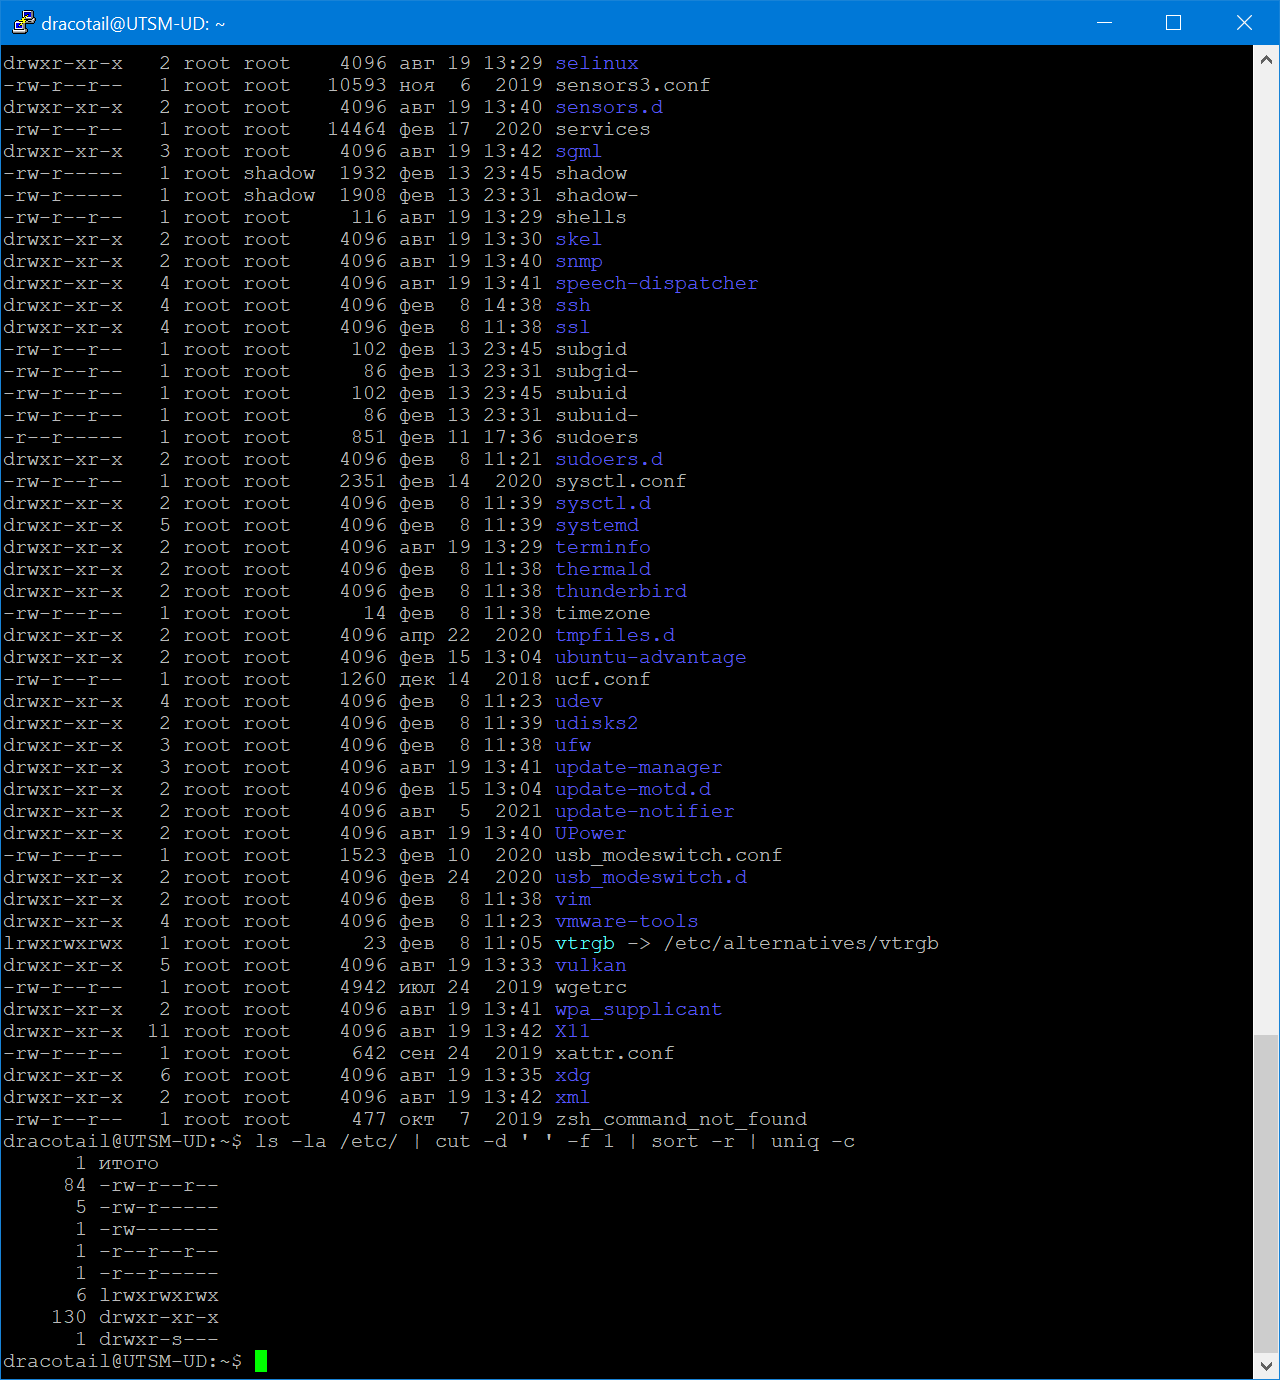 dracotail@UTSM-UD: ~
drwxr-xr-x   2 root root    4096 авг 19 13:29 selinux
-rw-r--r--   1 root root   10593 ноя  6  2019 sensors3.conf
drwxr-xr-x   2 root root    4096 авг 19 13:40 sensors.d
-rw-r--r--   1 root root   14464 фев 17  2020 services
drwxr-xr-x   3 root root    4096 авг 19 13:42 sgml
-rw-r-----   1 root shadow  1932 фев 13 23:45 shadow
-rw-r-----   1 root shadow  1908 фев 13 23:31 shadow-
-rw-r--r--   1 root root     116 авг 19 13:29 shells
drwxr-xr-x   2 root root    4096 авг 19 13:30 skel
drwxr-xr-x   2 root root    4096 авг 19 13:40 snmp
drwxr-xr-x   4 root root    4096 авг 19 13:41 speech-dispatcher
drwxr-xr-x   4 root root    4096 фев  8 14:38 ssh
drwxr-xr-x   4 root root    4096 фев  8 11:38 ssl
-rw-r--r--   1 root root     102 фев 13 23:45 subgid
-rw-r--r--   1 root root      86 фев 13 23:31 subgid-
-rw-r--r--   1 root root     102 фев 13 23:45 subuid
-rw-r--r--   1 root root      86 фев 13 23:31 subuid-
-r--r-----   1 root root     851 фев 11 17:36 sudoers
drwxr-xr-x   2 root root    4096 фев  8 11:21 sudoers.d
-rw-r--r--   1 root root    2351 фев 14  2020 sysctl.conf
drwxr-xr-x   2 root root    4096 фев  8 11:39 sysctl.d
drwxr-xr-x   5 root root    4096 фев  8 11:39 systemd
drwxr-xr-x   2 root root    4096 авг 19 13:29 terminfo
drwxr-xr-x   2 root root    4096 фев  8 11:38 thermald
drwxr-xr-x   2 root root    4096 фев  8 11:38 thunderbird
-rw-r--r--   1 root root      14 фев  8 11:38 timezone
drwxr-xr-x   2 root root    4096 апр 22  2020 tmpfiles.d
drwxr-xr-x   2 root root    4096 фев 15 13:04 ubuntu-advantage
-rw-r--r--   1 root root    1260 дек 14  2018 ucf.conf
drwxr-xr-x   4 root root    4096 фев  8 11:23 udev
drwxr-xr-x   2 root root    4096 фев  8 11:39 udisks2
drwxr-xr-x   3 root root    4096 фев  8 11:38 ufw
drwxr-xr-x   3 root root    4096 авг 19 13:41 update-manager
drwxr-xr-x   2 root root    4096 фев 15 13:04 update-motd.d
drwxr-xr-x   2 root root    4096 авг  5  2021 update-notifier
drwxr-xr-x   2 root root    4096 авг 19 13:40 UPower
-rw-r--r--   1 root root    1523 фев 10  2020 usb_modeswitch.conf
drwxr-xr-x   2 root root    4096 фев 24  2020 usb_modeswitch.d
drwxr-xr-x   2 root root    4096 фев  8 11:38 vim
drwxr-xr-x   4 root root    4096 фев  8 11:23 vmware-tools
lrwxrwxrwx   1 root root      23 фев  8 11:05 vtrgb -> /etc/alternatives/vtrgb
drwxr-xr-x   5 root root    4096 авг 19 13:33 vulkan
-rw-r--r--   1 root root    4942 июл 24  2019 wgetrc
drwxr-xr-x   2 root root    4096 авг 19 13:41 wpa_supplicant
drwxr-xr-x  11 root root    4096 авг 19 13:42 X11
-rw-r--r--   1 root root     642 сен 24  2019 xattr.conf
drwxr-xr-x   6 root root    4096 авг 19 13:35 xdg
drwxr-xr-x   2 root root    4096 авг 19 13:42 xml
-rw-r--r--   1 root root     477 окт  7  2019 zsh_command_not_found
dracotail@UTSM-UD:~$ ls -la /etc/ | cut -d ' ' -f 1 | sort -r | uniq -c
      1 итого
     84 -rw-r--r--
      5 -rw-r-----
      1 -rw-------
      1 -r--r--r--
      1 -r--r-----
      6 lrwxrwxrwx
    130 drwxr-xr-x
      1 drwxr-s---
dracotail@UTSM-UD:~$